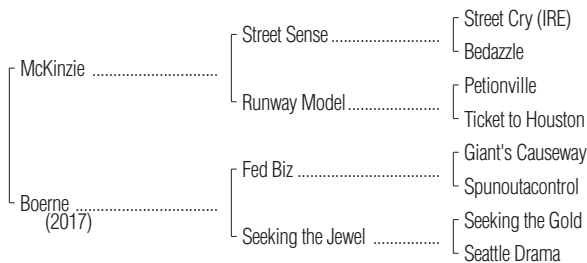 Street Cry (IRE)
Street Sense ..............................
Bedazzle
McKinzie ..................................
Petionville
Runway Model .........................
Ticket to Houston
Giant's Causeway
Fed Biz .......................................
Spunoutacontrol
Boerne ......................................
(2017)
Seeking the Gold
Seeking the Jewel ..................
Seattle Drama